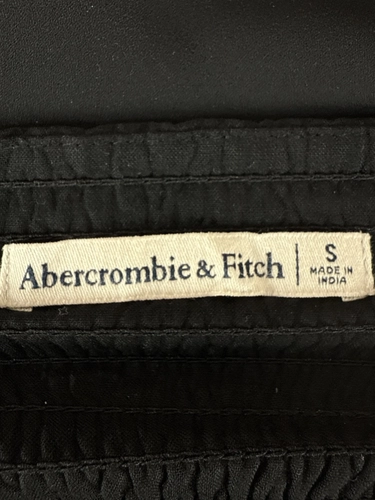 Abercrombie & Fitch | S
MADE IN
INDIA